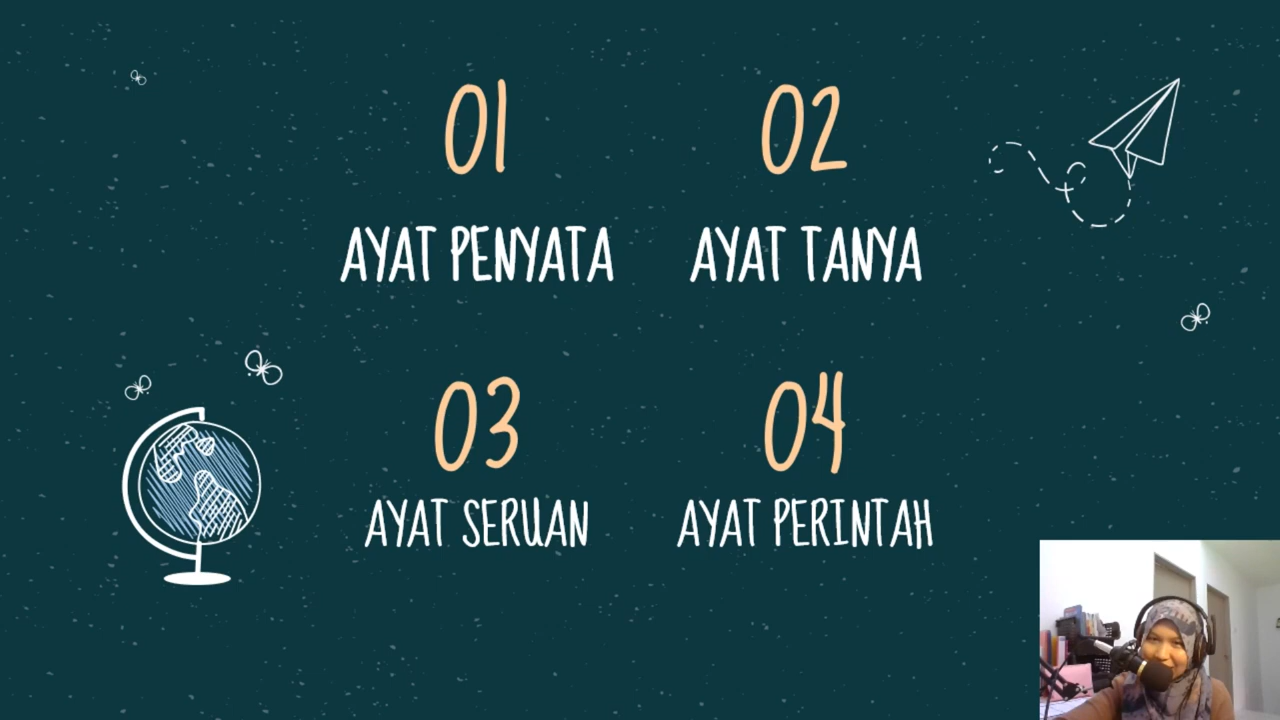 01
AYAT PENYATA
02
AYAT TANYA
03
AYAT SERUAN
04
AYAT PERINTAH